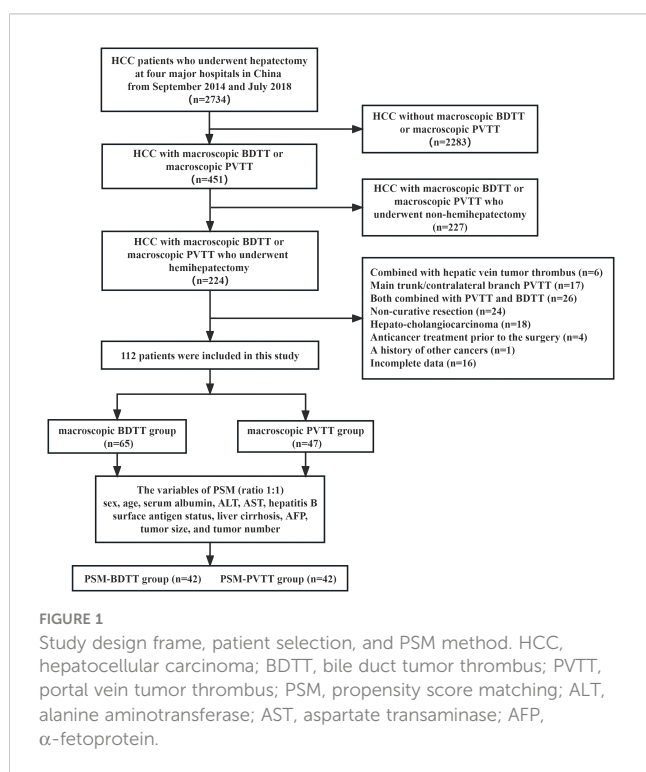 HCC patients who underwent hepatectomy
at four major hospitals in China
from September 2014 and July 2018
(n=2734)
HCC without macroscopic BDTT
or macroscopic PVTT
(n=2283)
HCC with macroscopic BDTT or
macroscopic PVTT
(n=451)
HCC with macroscopic BDTT or
macroscopic PVTT who
underwent non-hemihepatectomy
(n=227)
HCC with macroscopic BDTT or
macroscopic PVTT who underwent
hemihepatectomy
(n=224)
Combined with hepatic vein tumor thrombus (n=6)
Main trunk/contralateral branch PVTT (n=17)
Both combined with PVTT and BDTT (n=26)
Non-curative resection (n=24)
Hepato-cholangiocarcinoma (n=18)
Anticancer treatment prior to the surgery (n=4)
A history of other cancers (n=1)
Incomplete data (n=16)
112 patients were included in this study
macroscopic BDTT group
(n=65)
macroscopic PVTT group
(n=47)
The variables of PSM (ratio 1:1)
sex, age, serum albumin, ALT, AST, hepatitis B
surface antigen status, liver cirrhosis, AFP,
tumor size, and tumor number
PSM-BDTT group (n=42) PSM-PVTT group (n=42)
FIGURE 1
Study design frame, patient selection, and PSM method. HCC,
hepatocellular carcinoma; BDTT, bile duct tumor thrombus; PVTT,
portal vein tumor thrombus; PSM, propensity score matching; ALT,
alanine aminotransferase; AST, aspartate transaminase; AFP,
α-fetoprotein.